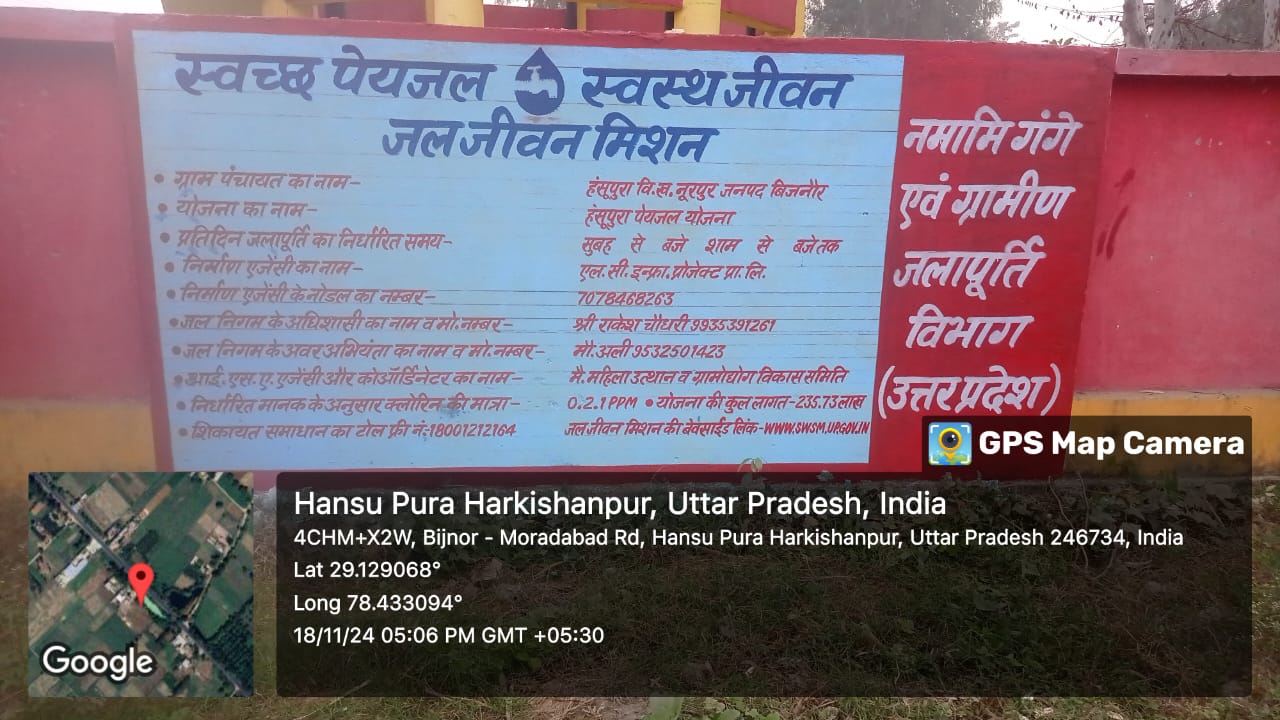 स्वच्छ पेयजल स्वस्थ जीवन
जल जीवन मिशन
• ग्राम पंचायत का नाम- हंसूपुरा वि.ख. नूरपुर जनपद बिजनौर
• योजना का नाम- हंसूपुरा पेयजल योजना
• प्रतिदिन जलापूर्ति का निर्धारित समय- सुबह से बजे शाम से बजे तक
• निर्माण एजेंसी का नाम- एल.सी. इन्फ्रा. प्रोजेक्ट प्रा. लि.
• निर्माण एजेंसी के नोडल का नम्बर- 7078468263
• जल निगम के अधिशासी का नाम व मो. नम्बर- श्री राकेश चौधरी 9935391261
• जल निगम के अवर अभियंता का नाम व मो. नम्बर- मौ. अली 9532501423
• आई. एस. ए. एजेंसी और कोऑर्डिनेटर का नाम- मै. महिला उत्थान व ग्रामोद्योग विकास समिति
• निर्धारित मानक के अनुसार क्लोरिन की मात्रा- 0.2.1 PPM • योजना की कुल लागत- 235.73 लाख
• शिकायत समाधान का टोल फ्री नं:-18001212164 जल जीवन मिशन की बेवसाईड लिंक- WWW.SWSM.UP.GOV.IN
नमामि गंगे
एवं ग्रामीण
जलापूर्ति
विभाग
(उत्तर प्रदेश)
GPS Map Camera
Hansu Pura Harkishanpur, Uttar Pradesh, India
4CHM+X2W, Bijnor - Moradabad Rd, Hansu Pura Harkishanpur, Uttar Pradesh 246734, India
Lat 29.129068°
Long 78.433094°
18/11/24 05:06 PM GMT +05:30
Google